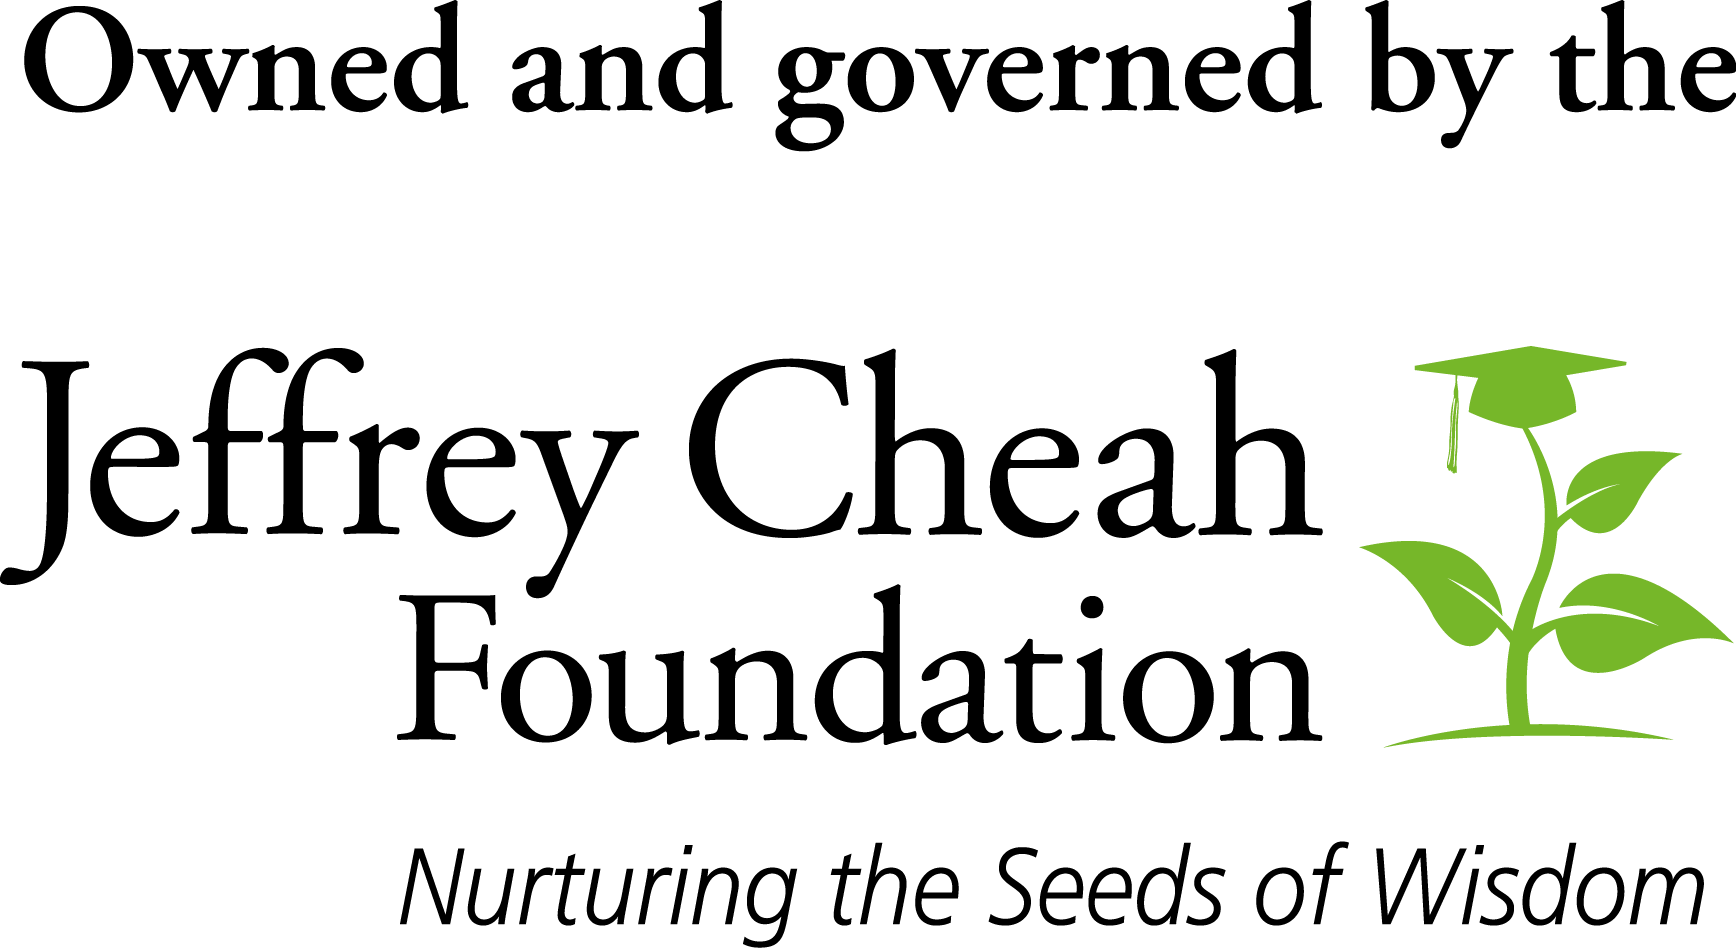 Owned and governed by the
Jeffrey Cheah
Foundation
Nurturing the Seeds of Wisdom